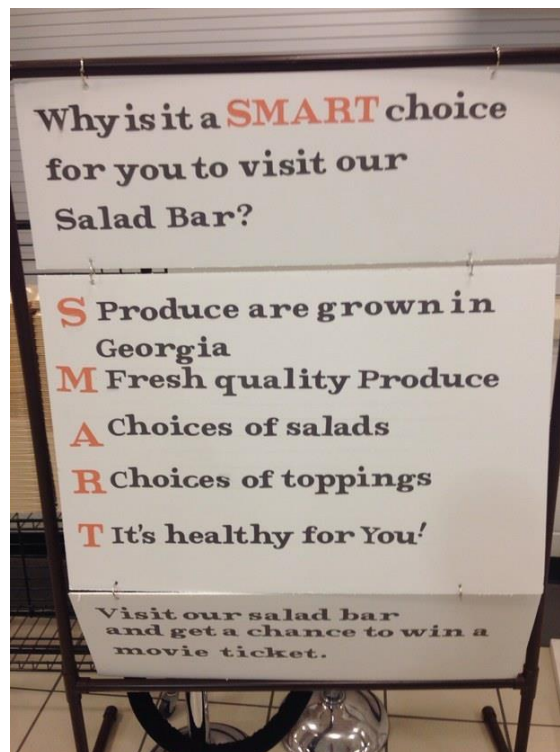 Why is it a SMART choice
for you to visit our
Salad Bar?
S Produce are grown in
Georgia
M Fresh quality Produce
A Choices of salads
R Choices of toppings
T It's healthy for You!
Visit our salad bar
and get a chance to win a
movie ticket.